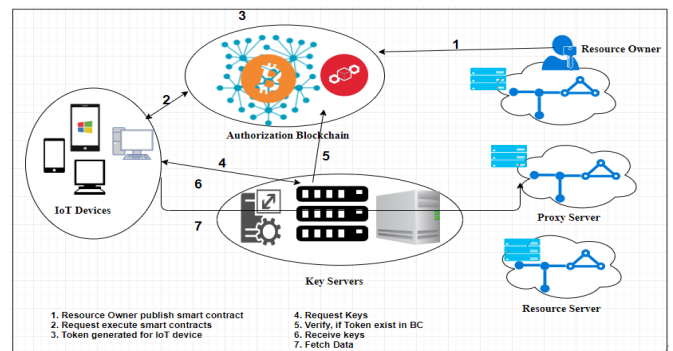 3
1
Resource Owner
2
Authorization Blockchain
4
5
6
IoT Devices
7
Proxy Server
Key Servers
Resource Server
1. Resource Owner publish smart contract
2. Request execute smart contracts
3. Token generated for IoT device
4. Request Keys
5. Verify, if Token exist in BC
6. Receive keys
7. Fetch Data